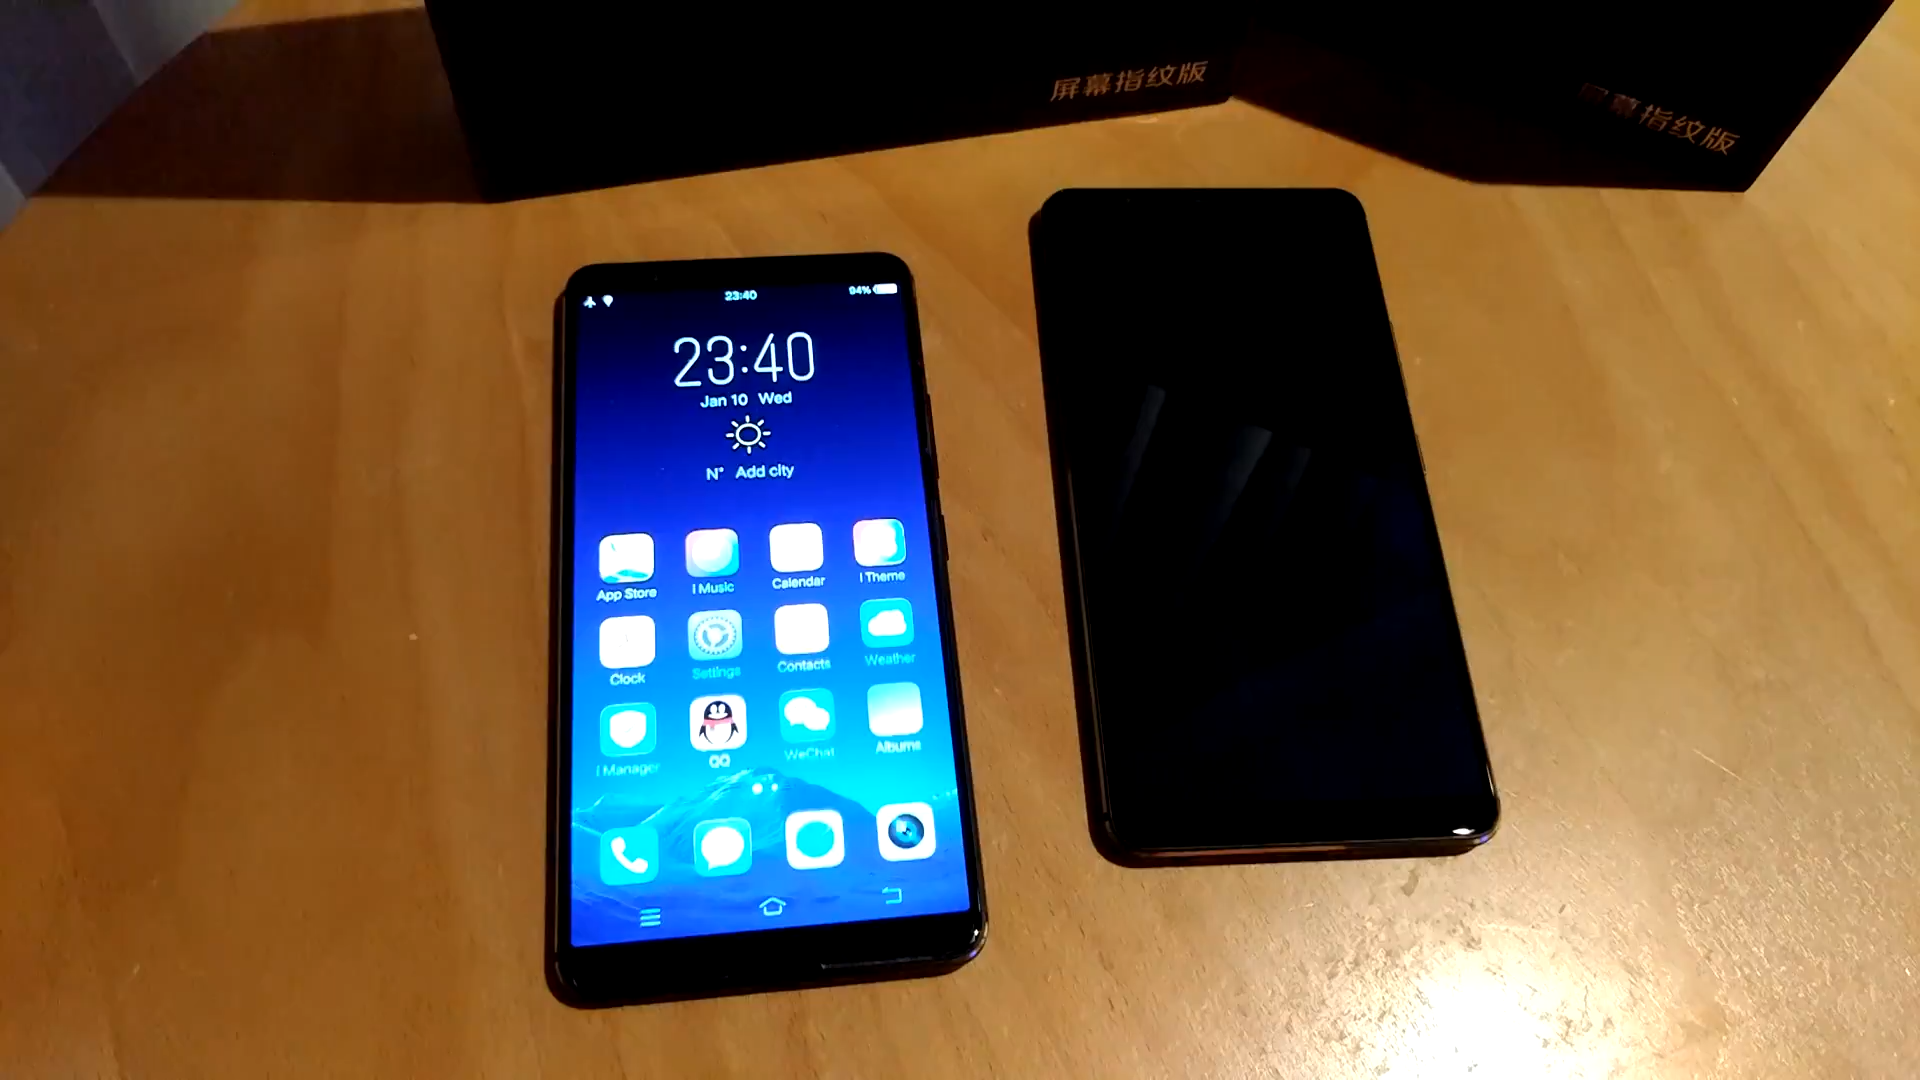 屏幕指纹版
屏幕指纹版
23:40
94%
23:40
Jan 10 Wed
N° Add city
App Store
I Music
Calendar
I Theme
Clock
Settings
Contacts
Weather
I Manager
QQ
WeChat
Albums